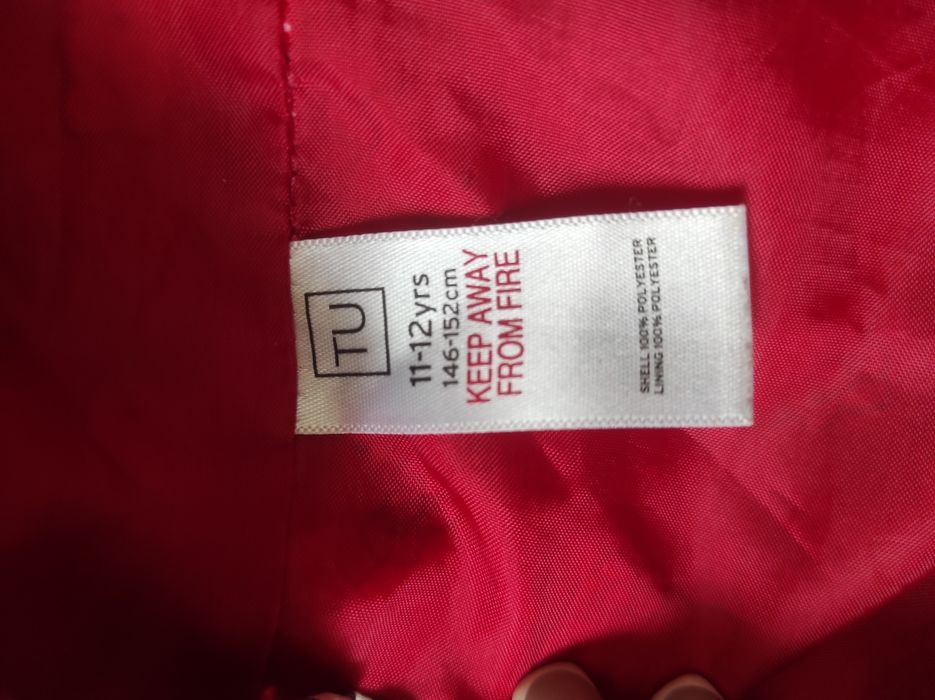 TU
11-12yrs
146-152cm
KEEP AWAY
FROM FIRE
SHELL 100% POLYESTER
LINING 100% POLYESTER